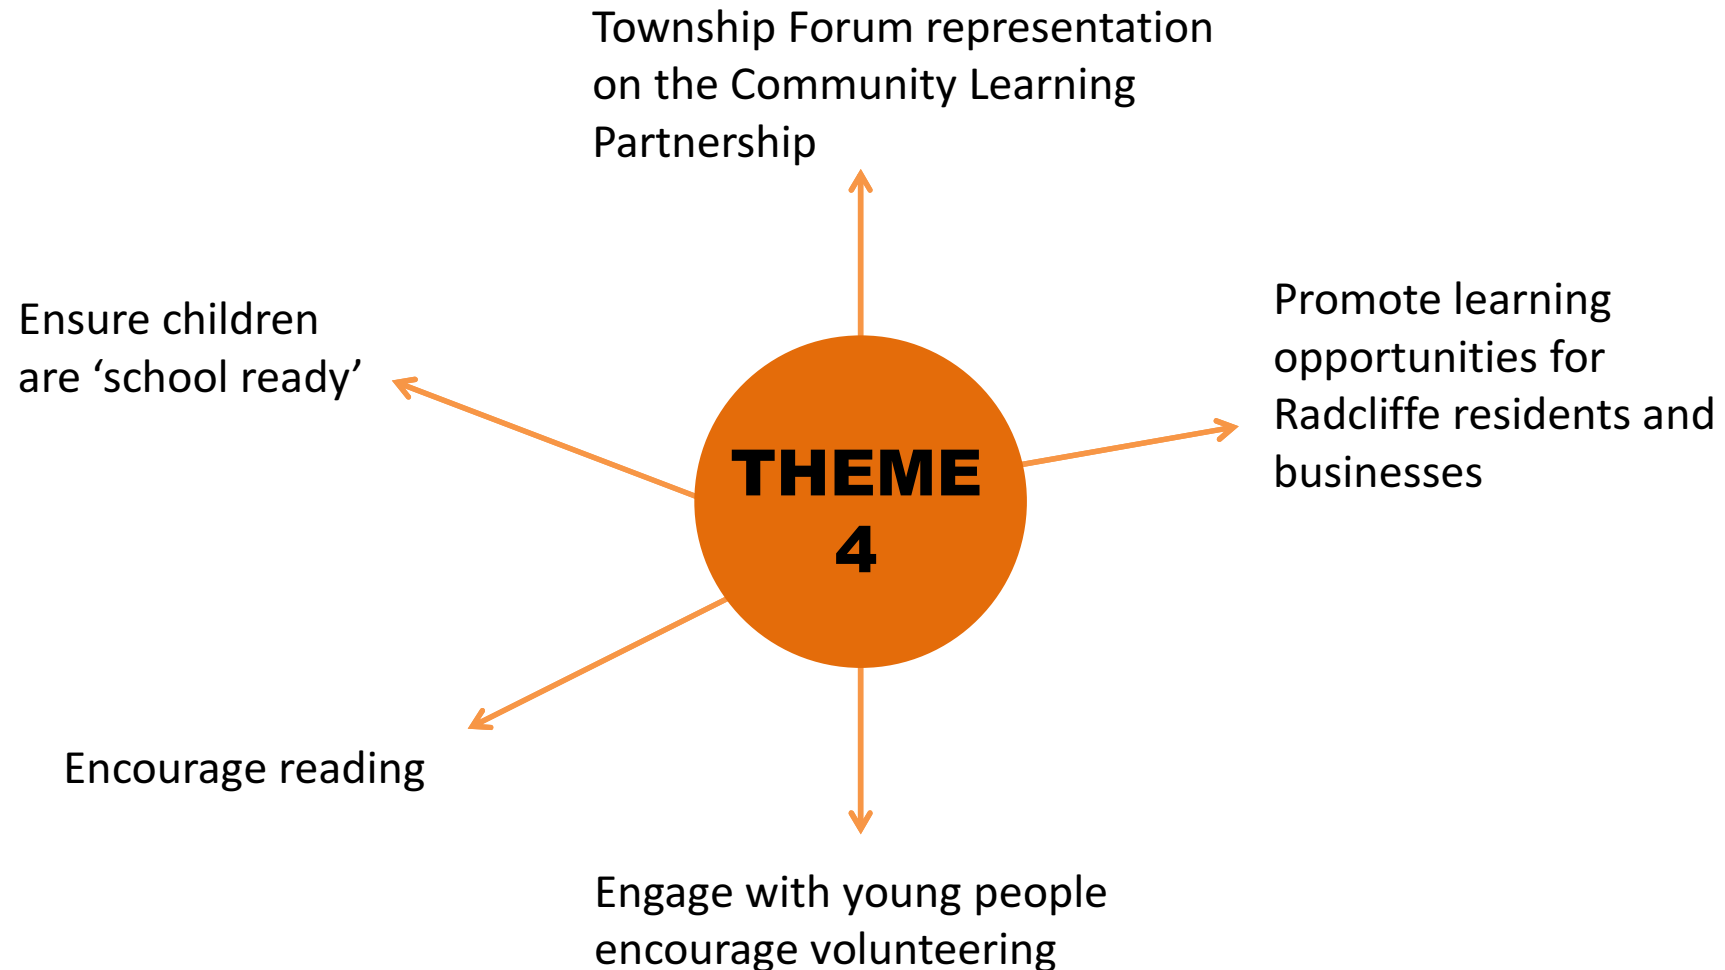 Township Forum representation
on the Community Learning
Partnership
Ensure children
are ‘school ready’
Promote learning
opportunities for
Radcliffe residents and
businesses
THEME
4
Encourage reading
Engage with young people
encourage volunteering